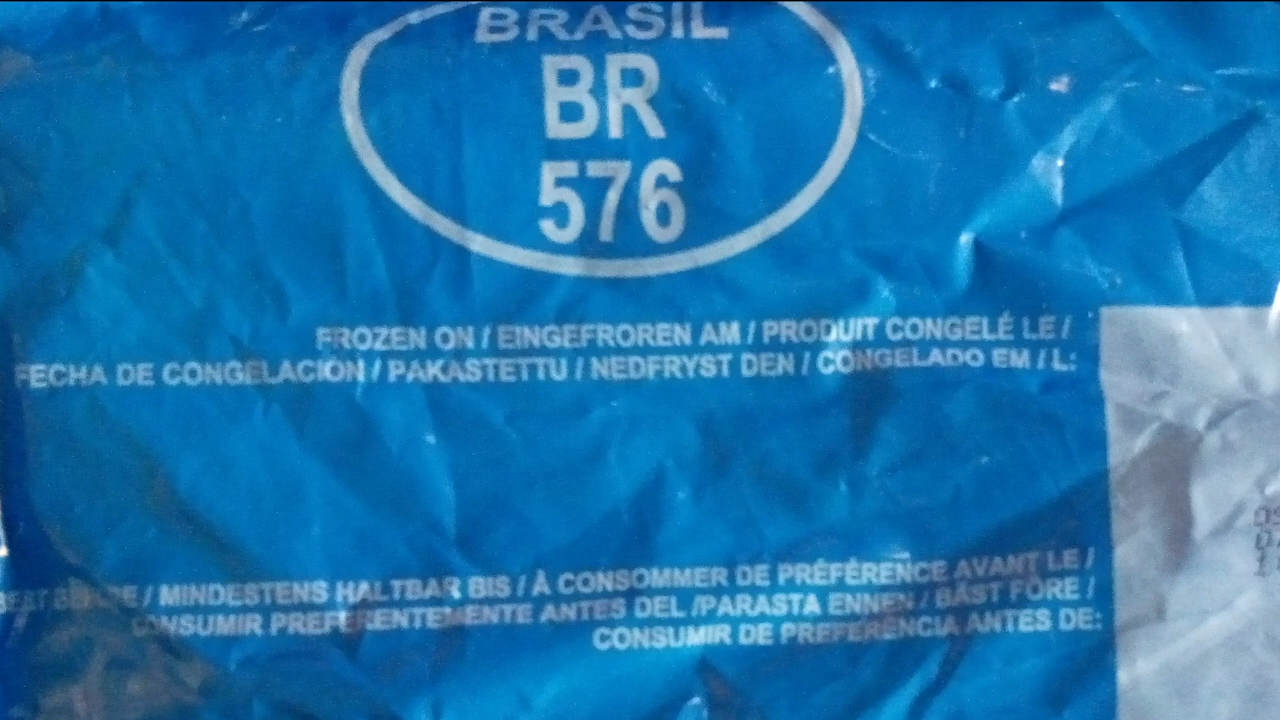 BRASIL
BR
576
FROZEN ON / EINGEFROREN AM / PRODUIT CONGELÉ LE /
FECHA DE CONGELACION / PAKASTETTU / NEDFRYST DEN / CONGELADO EM / L:
/ MINDESTENS HALTBAR BIS / À CONSOMMER DE PRÉFÉRENCE AVANT LE /
CONSUMIR PREFERENTEMENTE ANTES DEL /PARASTA ENNEN / BÄST FÖRE /
CONSUMIR DE PREFERÊNCIA ANTES DE: